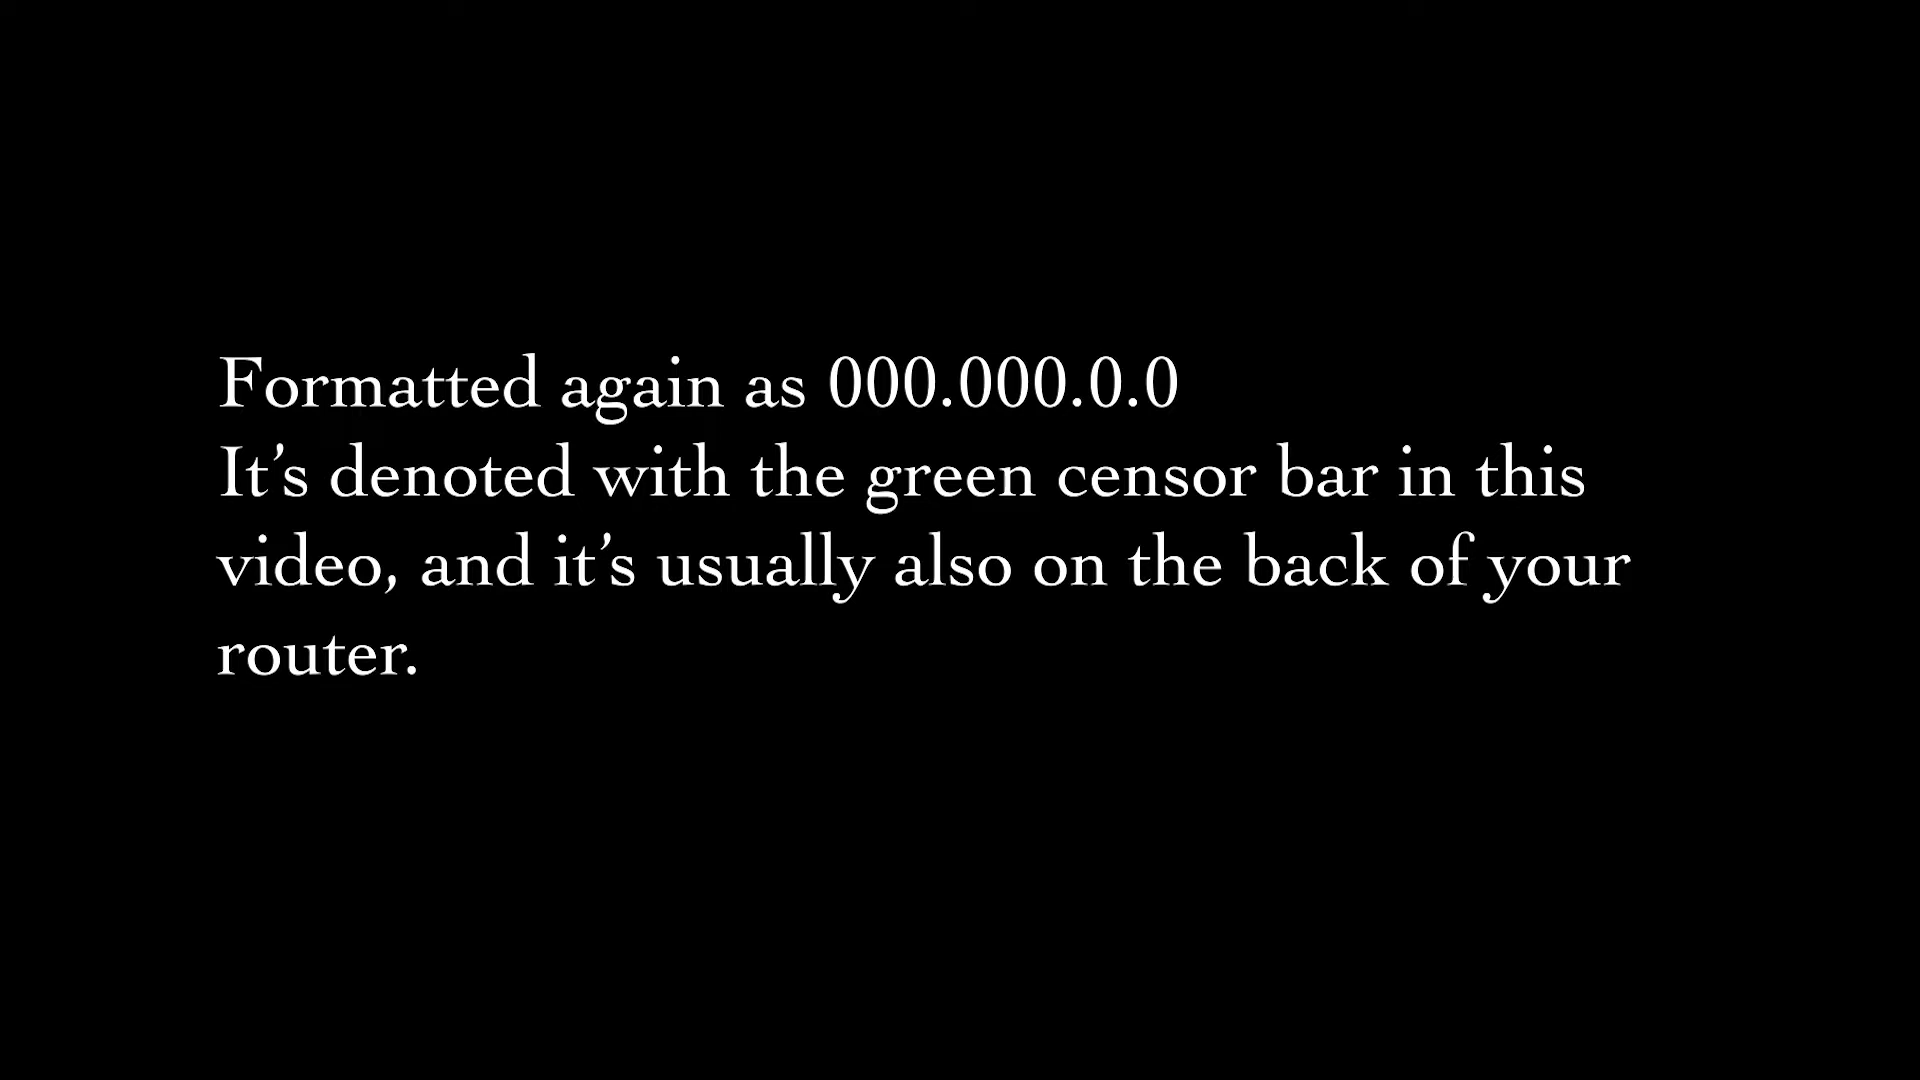 Formatted again as 000.000.0.0
It’s denoted with the green censor bar in this
video, and it’s usually also on the back of your
router.